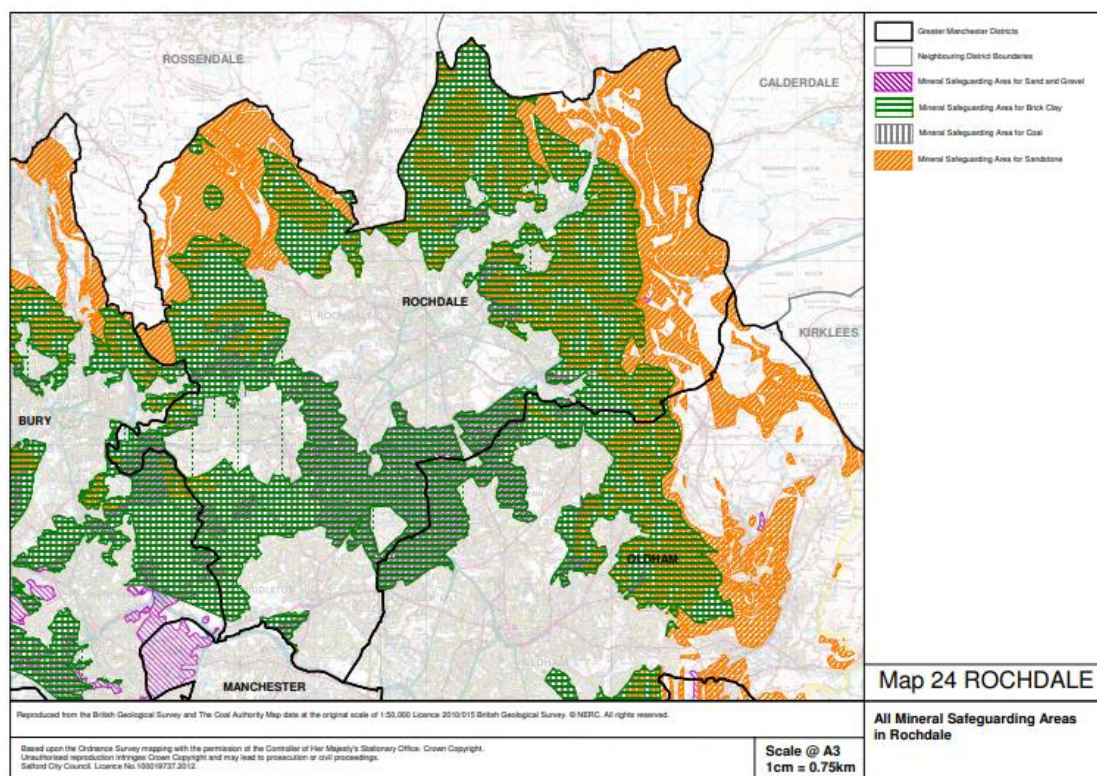 ROSSENDALE
CALDERDALE
ROCHDALE
KIRKLEES
BURY
OLDHAM
MANCHESTER
Greater Manchester Districts
Neighbouring District Boundaries
Mineral Safeguarding Area for Sand and Gravel
Mineral Safeguarding Area for Brick Clay
Mineral Safeguarding Area for Coal
Mineral Safeguarding Area for Sandstone
Map 24 ROCHDALE
All Mineral Safeguarding Areas
in Rochdale
Reproduced from the British Geological Survey and The Coal Authority Map data at the original scale of 1:50,000 Licence 2010/015 British Geological Survey. © NERC. All rights reserved.
Based upon the Ordnance Survey mapping with the permission of the Controller of Her Majesty's Stationary Office. Crown Copyright.
Unauthorised reproduction infringes Crown Copyright and may lead to prosecution or civil proceedings.
Salford City Council. Licence No.100019737.2012.
Scale @ A3
1cm = 0.75km